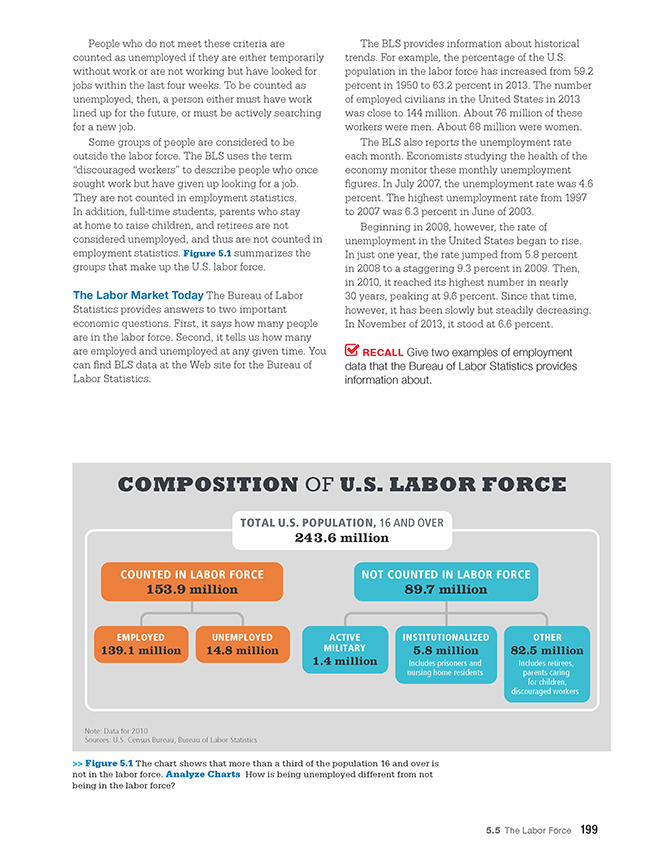 People who do not meet these criteria are
counted as unemployed if they are either temporarily
without work or are not working but have looked for
jobs within the last four weeks. To be counted as
unemployed, then, a person either must have work
lined up for the future, or must be actively searching
for a new job.
Some groups of people are considered to be
outside the labor force. The BLS uses the term
“discouraged workers” to describe people who once
sought work but have given up looking for a job.
They are not counted in employment statistics.
In addition, full-time students, parents who stay
at home to raise children, and retirees are not
considered unemployed, and thus are not counted in
employment statistics. Figure 5.1 summarizes the
groups that make up the U.S. labor force.
The Labor Market Today The Bureau of Labor
Statistics provides answers to two important
economic questions. First, it says how many people
are in the labor force. Second, it tells us how many
are employed and unemployed at any given time. You
can find BLS data at the Web site for the Bureau of
Labor Statistics.
The BLS provides information about historical
trends. For example, the percentage of the U.S.
population in the labor force has increased from 59.2
percent in 1950 to 63.2 percent in 2013. The number
of employed civilians in the United States in 2013
was close to 144 million. About 76 million of these
workers were men. About 68 million were women.
The BLS also reports the unemployment rate
each month. Economists studying the health of the
economy monitor these monthly unemployment
figures. In July 2007, the unemployment rate was 4.6
percent. The highest unemployment rate from 1997
to 2007 was 6.3 percent in June of 2003.
Beginning in 2008, however, the rate of
unemployment in the United States began to rise.
In just one year, the rate jumped from 5.8 percent
in 2008 to a staggering 9.3 percent in 2009. Then,
in 2010, it reached its highest number in nearly
30 years, peaking at 9.6 percent. Since that time,
however, it has been slowly but steadily decreasing.
In November of 2013, it stood at 6.6 percent.
RECALL Give two examples of employment
data that the Bureau of Labor Statistics provides
information about.
COMPOSITION OF U.S. LABOR FORCE
TOTAL U.S. POPULATION, 16 AND OVER
243.6 million
COUNTED IN LABOR FORCE
153.9 million
NOT COUNTED IN LABOR FORCE
89.7 million
EMPLOYED
139.1 million
UNEMPLOYED
14.8 million
ACTIVE
MILITARY
1.4 million
INSTITUTIONALIZED
5.8 million
Includes prisoners and
nursing home residents
OTHER
82.5 million
Includes retirees,
parents caring
for children,
discouraged workers
Note: Data for 2010
Sources: U.S. Census Bureau, Bureau of Labor Statistics
>> Figure 5.1 The chart shows that more than a third of the population 16 and over is
not in the labor force. Analyze Charts How is being unemployed different from not
being in the labor force?
5.5 The Labor Force 199